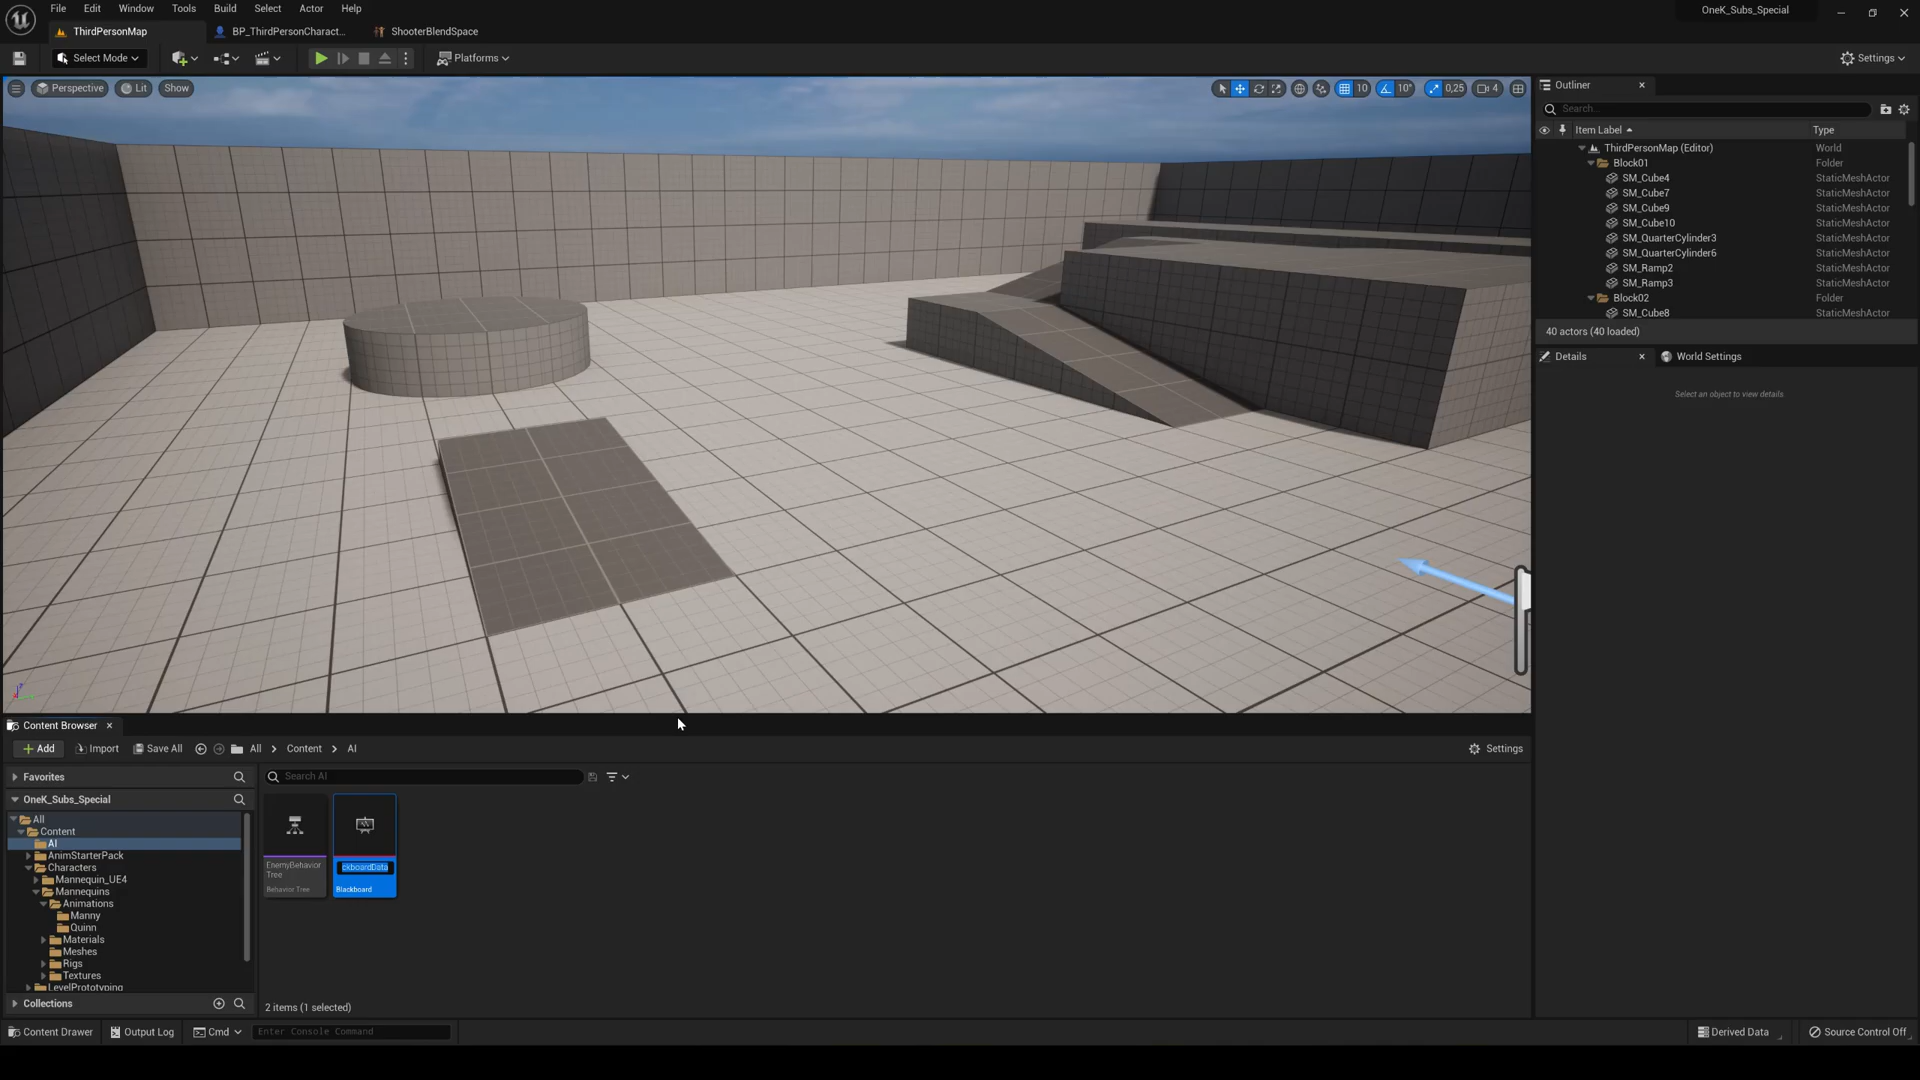 File Edit Window Tools Build Select Actor Help
OneK_Subs_Special
ThirdPersonMap
BP_ThirdPersonCharact...
ShooterBlendSpace
Select Mode
Platforms
Settings
Perspective
Lit
Show
10
10°
0,25
4
Outliner
Search...
Item Label
Type
ThirdPersonMap (Editor) World
Block01 Folder
SM_Cube4 StaticMeshActor
SM_Cube7 StaticMeshActor
SM_Cube9 StaticMeshActor
SM_Cube10 StaticMeshActor
SM_QuarterCylinder3 StaticMeshActor
SM_QuarterCylinder6 StaticMeshActor
SM_Ramp2 StaticMeshActor
SM_Ramp3 StaticMeshActor
Block02 Folder
SM_Cube8 StaticMeshActor
40 actors (40 loaded)
Details
World Settings
Select an object to view details
Content Browser
Add
Import
Save All
All
Content
AI
Settings
Favorites
Search AI
OneK_Subs_Special
All
Content
AI
AnimStarterPack
Characters
Mannequin_UE4
Mannequins
Animations
Manny
Quinn
Materials
Meshes
Rigs
Textures
LevelPrototyping
EnemyBehavior
Tree
Behavior Tree
ckboardData
Blackboard
Collections
2 items (1 selected)
Content Drawer
Output Log
Cmd
Enter Console Command
Derived Data
Source Control Off